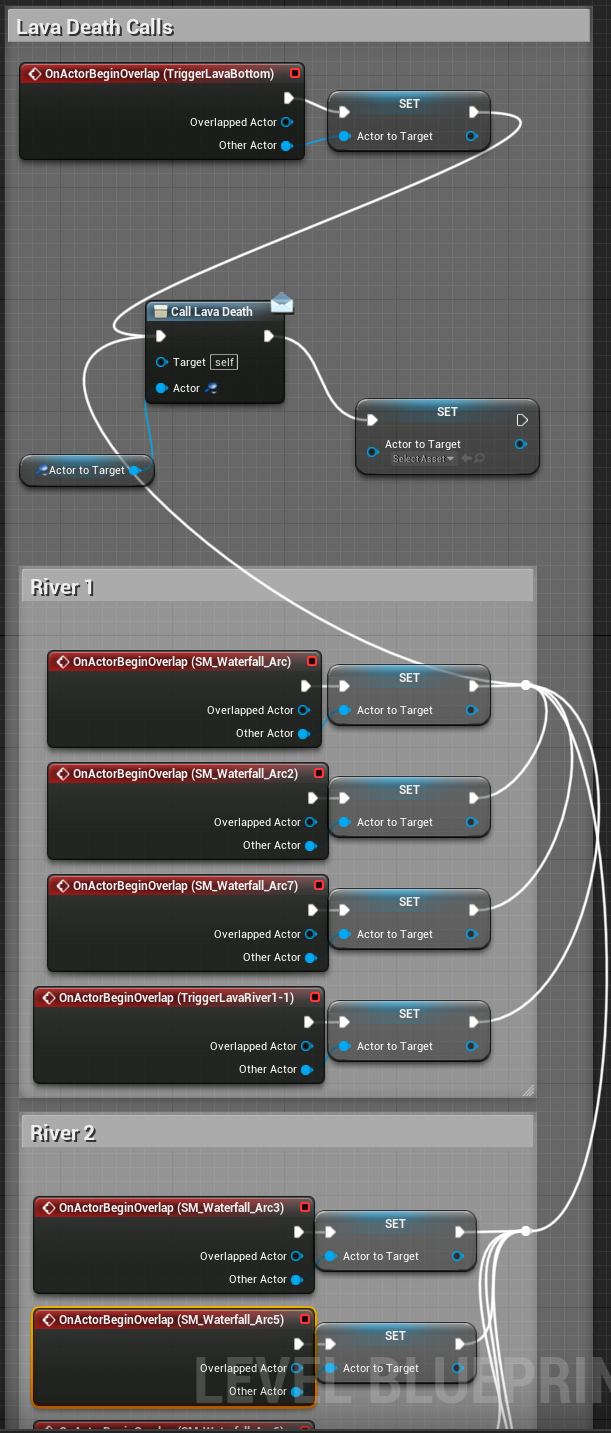 Lava Death Calls
OnActorBeginOverlap (TriggerLavaBottom)
SET
Overlapped Actor
Other Actor
Actor to Target
Call Lava Death
Target self
Actor
SET
Actor to Target
Select Asset
Actor to Target
River 1
OnActorBeginOverlap (SM_Waterfall_Arc)
SET
Overlapped Actor
Actor to Target
Other Actor
OnActorBeginOverlap (SM_Waterfall_Arc2)
SET
Overlapped Actor
Actor to Target
Other Actor
OnActorBeginOverlap (SM_Waterfall_Arc7)
SET
Overlapped Actor
Actor to Target
Other Actor
OnActorBeginOverlap (TriggerLavaRiver1-1)
SET
Overlapped Actor
Actor to Target
Other Actor
River 2
OnActorBeginOverlap (SM_Waterfall_Arc3)
SET
Overlapped Actor
Actor to Target
Other Actor
OnActorBeginOverlap (SM_Waterfall_Arc5)
SET
Overlapped Actor
Actor to Target
Other Actor
LEVEL BLUEPRIN